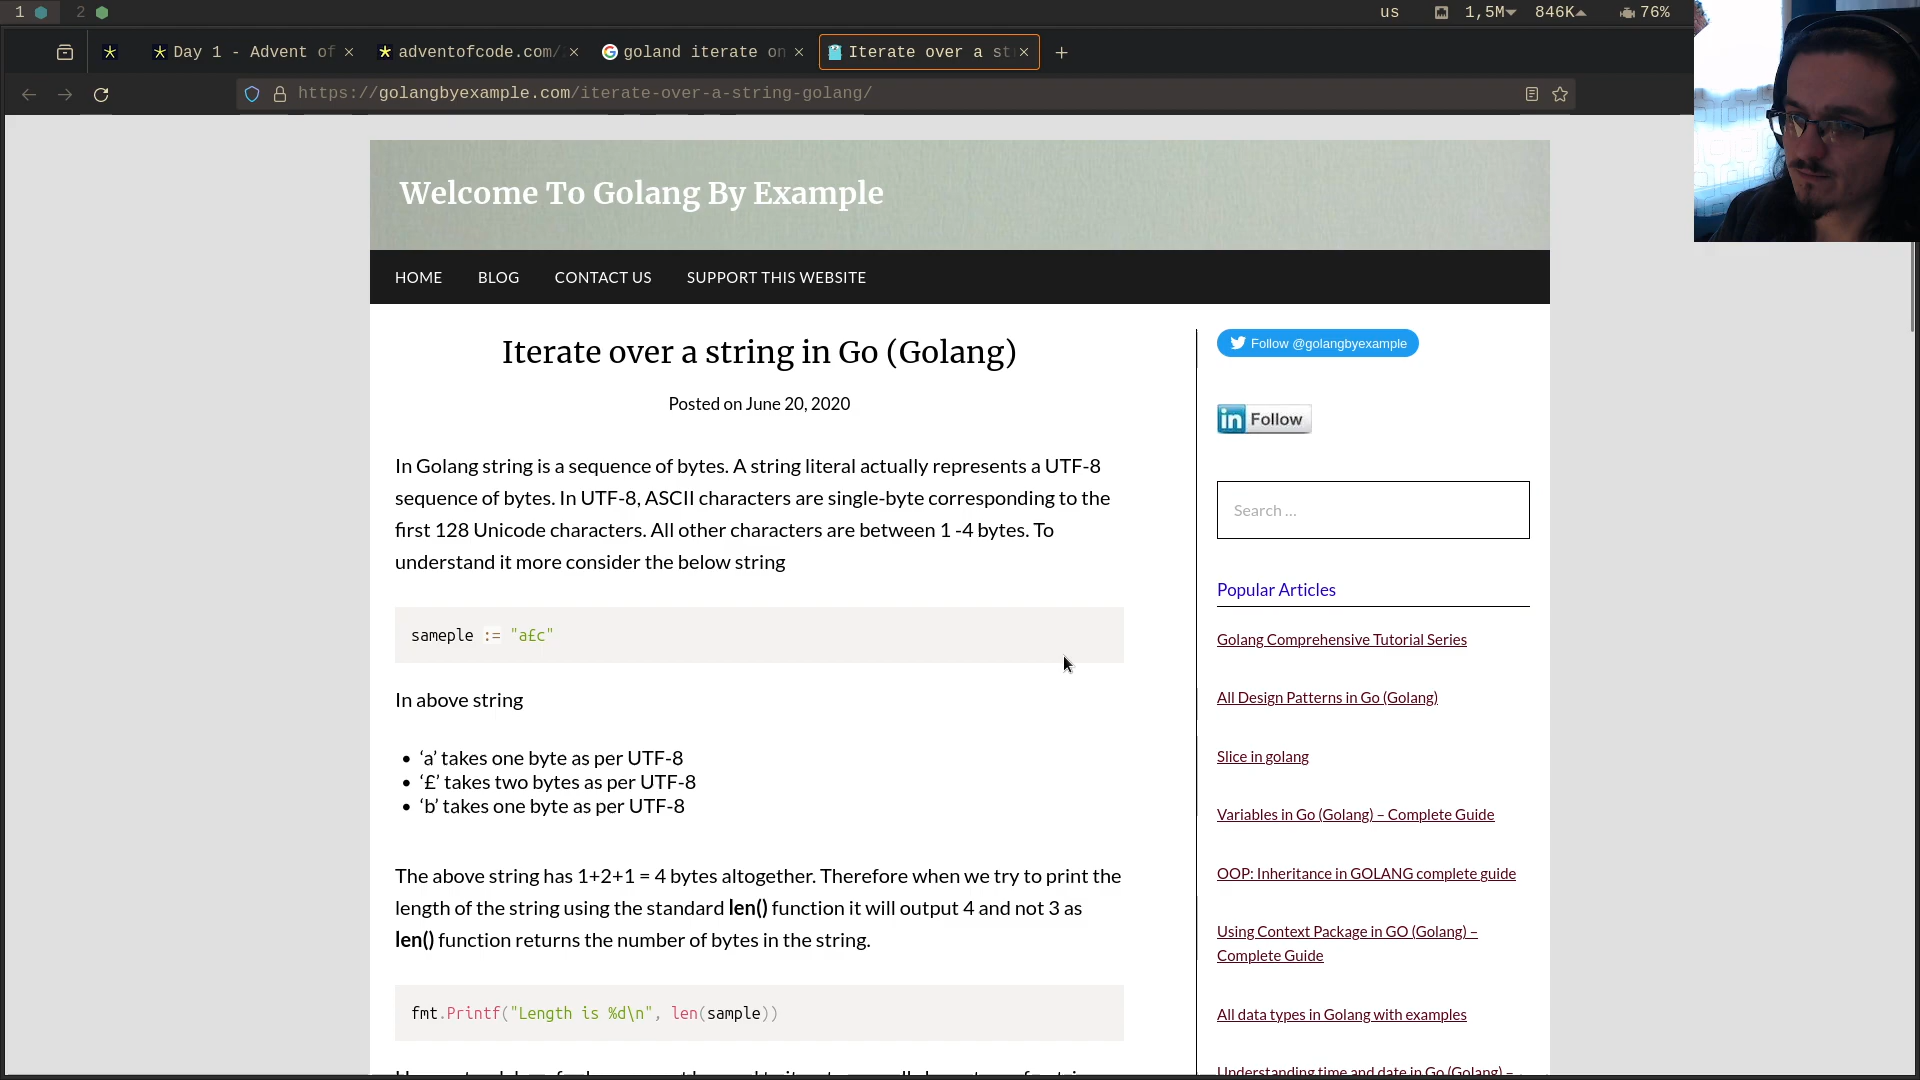 1 2 us 1,5M 846K 76%
Day 1 - Advent of adventofcode.com/ goland iterate on Iterate over a st
https://golangbyexample.com/iterate-over-a-string-golang/
Welcome To Golang By Example
HOME BLOG CONTACT US SUPPORT THIS WEBSITE
Iterate over a string in Go (Golang)
Posted on June 20, 2020
In Golang string is a sequence of bytes. A string literal actually represents a UTF-8
sequence of bytes. In UTF-8, ASCII characters are single-byte corresponding to the
first 128 Unicode characters. All other characters are between 1 -4 bytes. To
understand it more consider the below string
sameple := "a£c"
In above string
• ‘a’ takes one byte as per UTF-8
• ‘£’ takes two bytes as per UTF-8
• ‘b’ takes one byte as per UTF-8
The above string has 1+2+1 = 4 bytes altogether. Therefore when we try to print the
length of the string using the standard len() function it will output 4 and not 3 as
len() function returns the number of bytes in the string.
fmt.Printf("Length is %d\n", len(sample))
Follow @golangbyexample
in Follow
Search ...
Popular Articles
Golang Comprehensive Tutorial Series
All Design Patterns in Go (Golang)
Slice in golang
Variables in Go (Golang) – Complete Guide
OOP: Inheritance in GOLANG complete guide
Using Context Package in GO (Golang) –
Complete Guide
All data types in Golang with examples
Understanding time and date in Go (Golang) –